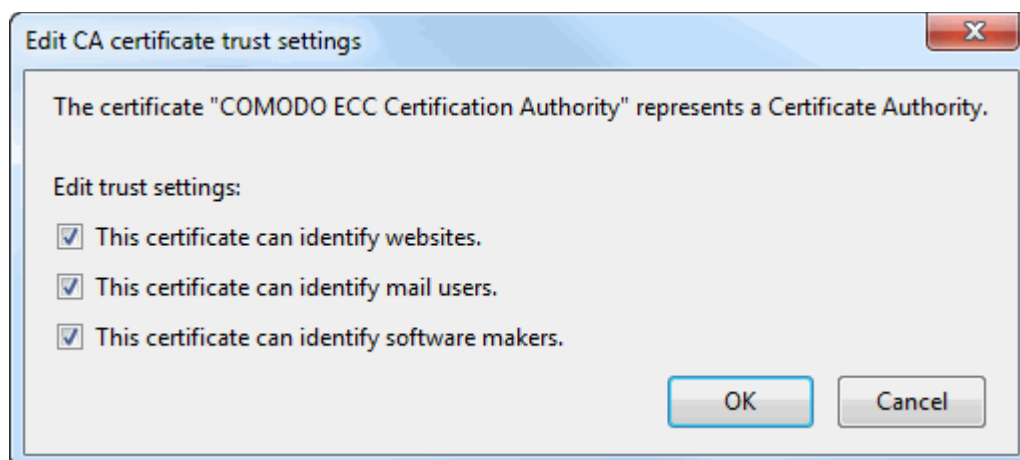 Edit CA certificate trust settings
The certificate "COMODO ECC Certification Authority" represents a Certificate Authority.
Edit trust settings:
This certificate can identify websites.
This certificate can identify mail users.
This certificate can identify software makers.
OK Cancel